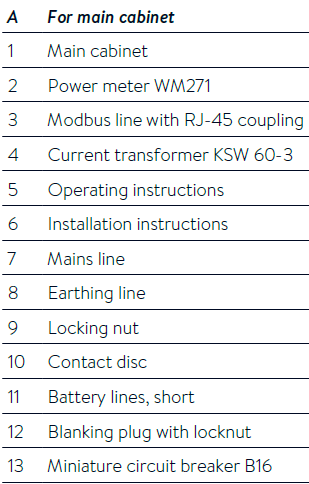 A For main cabinet
1 Main cabinet
2 Power meter WM271
3 Modbus line with RJ-45 coupling
4 Current transformer KSW 60-3
5 Operating instructions
6 Installation instructions
7 Mains line
8 Earthing line
9 Locking nut
10 Contact disc
11 Battery lines, short
12 Blanking plug with locknut
13 Miniature circuit breaker B16